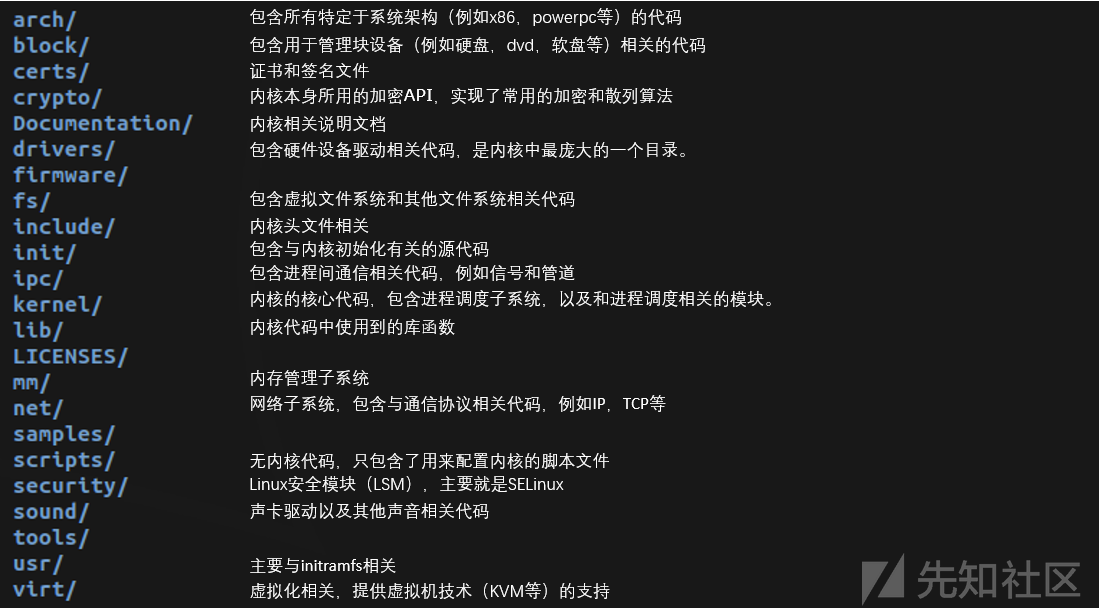 arch/ 包含所有特定于系统架构（例如x86，powerpc等）的代码
block/ 包含用于管理块设备（例如硬盘，dvd，软盘等）相关的代码
certs/ 证书和签名文件
crypto/ 内核本身所用的加密API，实现了常用的加密和散列算法
Documentation/ 内核相关说明文档
drivers/ 包含硬件设备驱动相关代码，是内核中最庞大的一个目录。
firmware/
fs/ 包含虚拟文件系统和其他文件系统相关代码
include/ 内核头文件相关
init/ 包含与内核初始化有关的源代码
ipc/ 包含进程间通信相关代码，例如信号和管道
kernel/ 内核的核心代码，包含进程调度子系统，以及和进程调度相关的模块。
lib/ 内核代码中使用到的库函数
LICENSES/
mm/ 内存管理子系统
net/ 网络子系统，包含与通信协议相关代码，例如IP，TCP等
samples/
scripts/ 无内核代码，只包含了用来配置内核的脚本文件
security/ Linux安全模块（LSM），主要就是SELinux
sound/ 声卡驱动以及其他声音相关代码
tools/
usr/ 主要与initramfs相关
virt/ 虚拟化相关，提供虚拟机技术（KVM等）的支持
先知社区